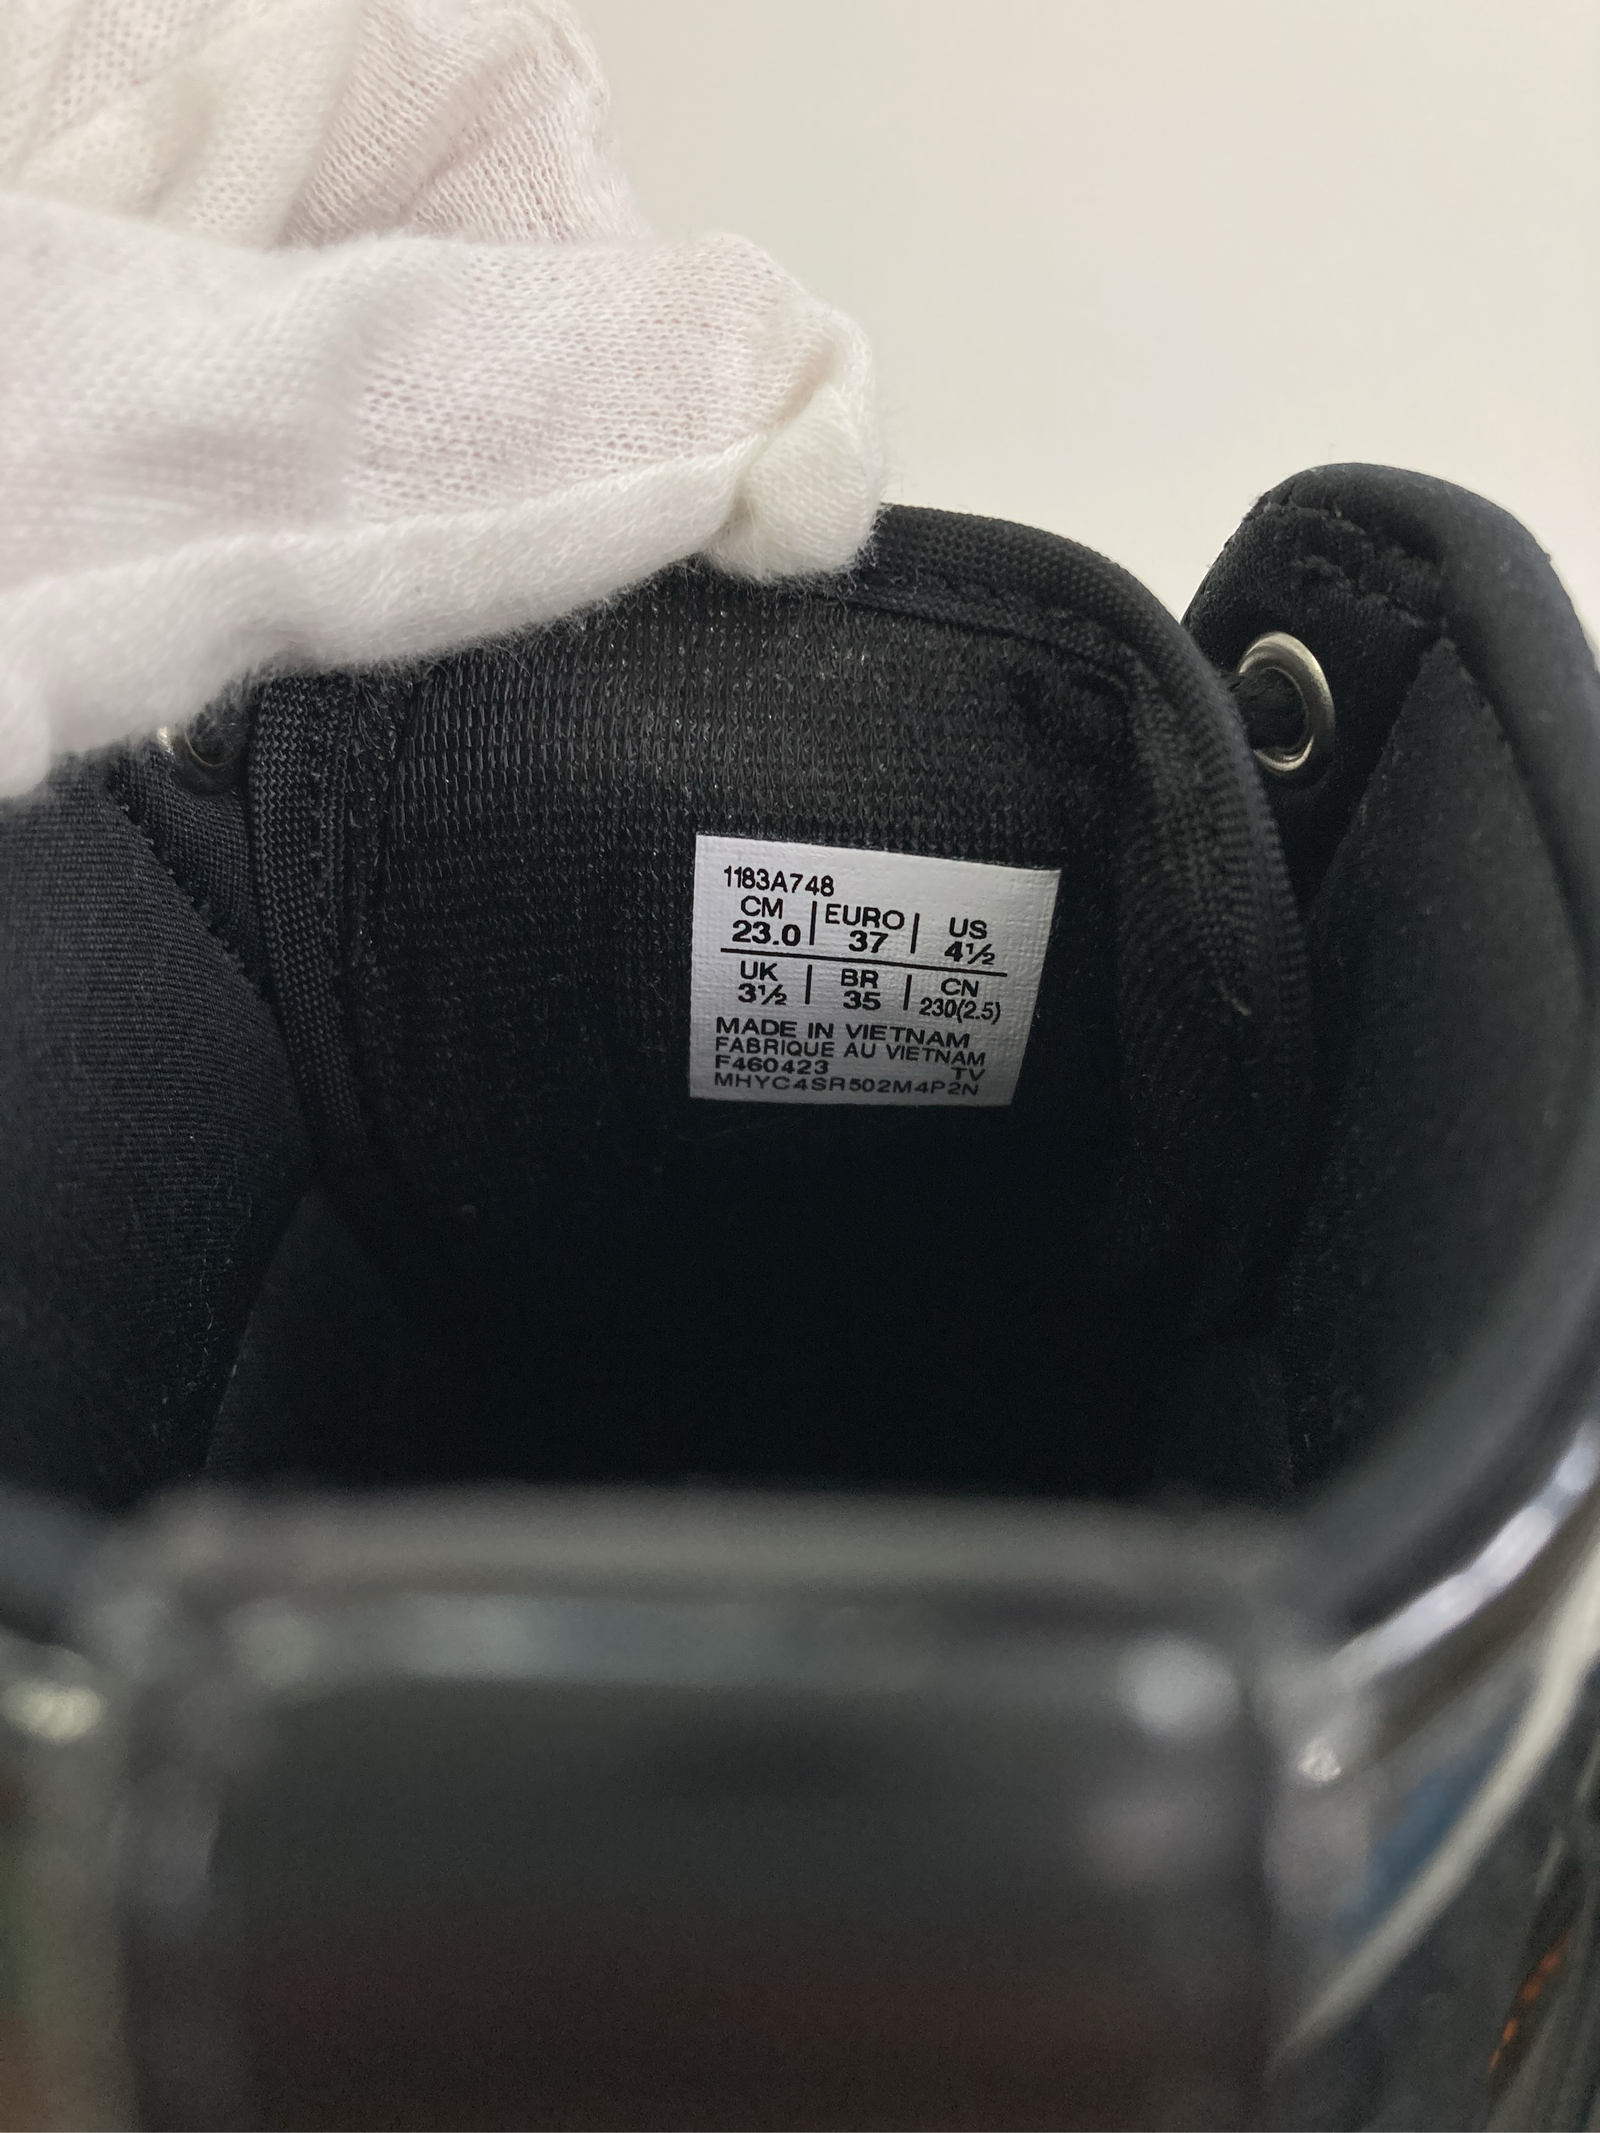 1183A748
CM | EURO | US
23.0 | 37 | 4½
UK | BR | CN
3½ | 35 | 230(2.5)
MADE IN VIETNAM
FABRIQUE AU VIETNAM
F460423 TV
MHYC4SR502M4P2N